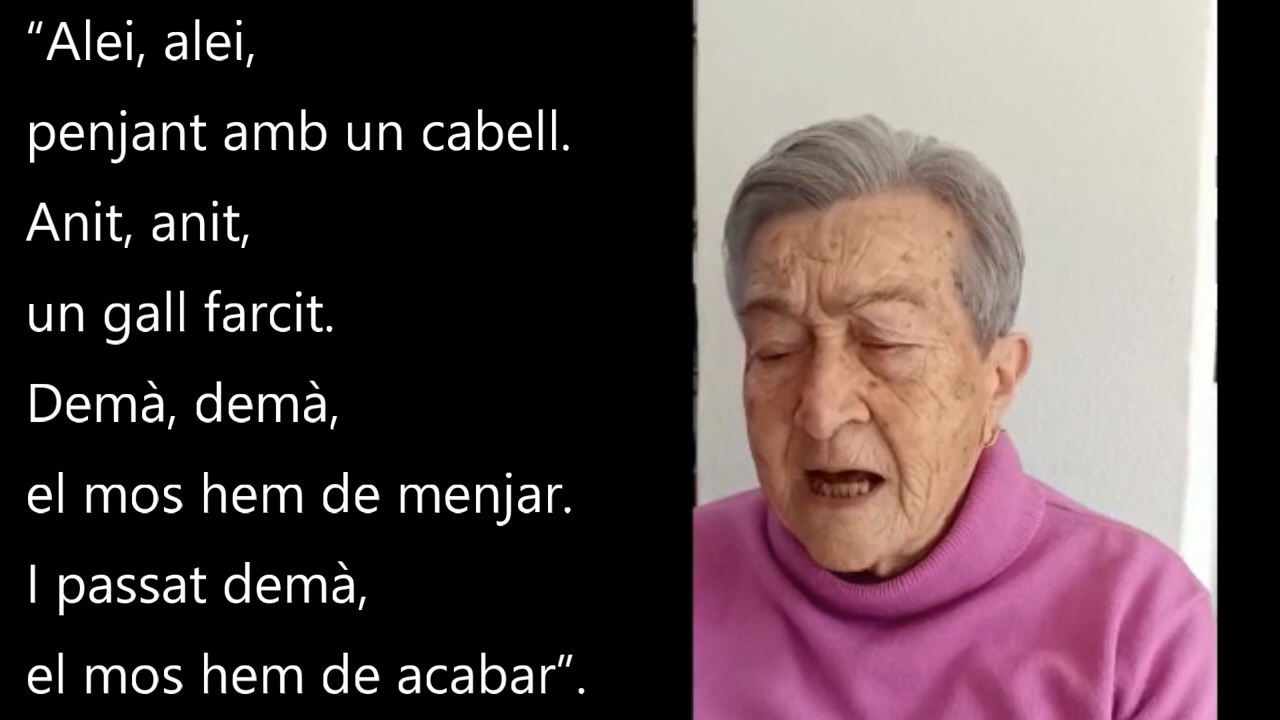 “Alei, alei,
penjant amb un cabell.
Anit, anit,
un gall farcit.
Demà, demà,
el mos hem de menjar.
I passat demà,
el mos hem de acabar”.